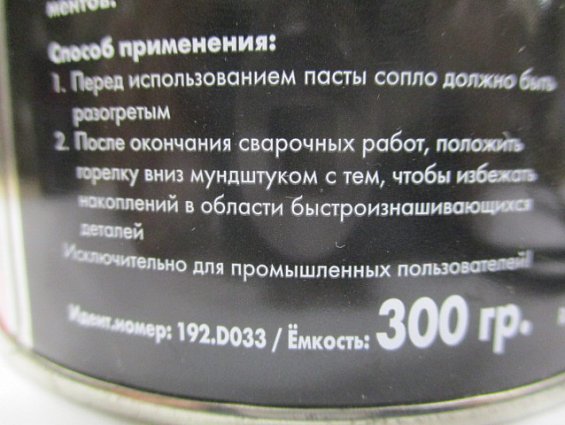 ментов.
Способ применения:
1. Перед использованием пасты сопло должно быть
разогретым
2. После окончания сварочных работ, положить
горелку вниз мундштуком с тем, чтобы избежать
накоплений в области быстроизнашивающихся
деталей
Исключительно для промышленных пользователей!
Идент.номер: 192.D033 / Ёмкость: 300 гр.